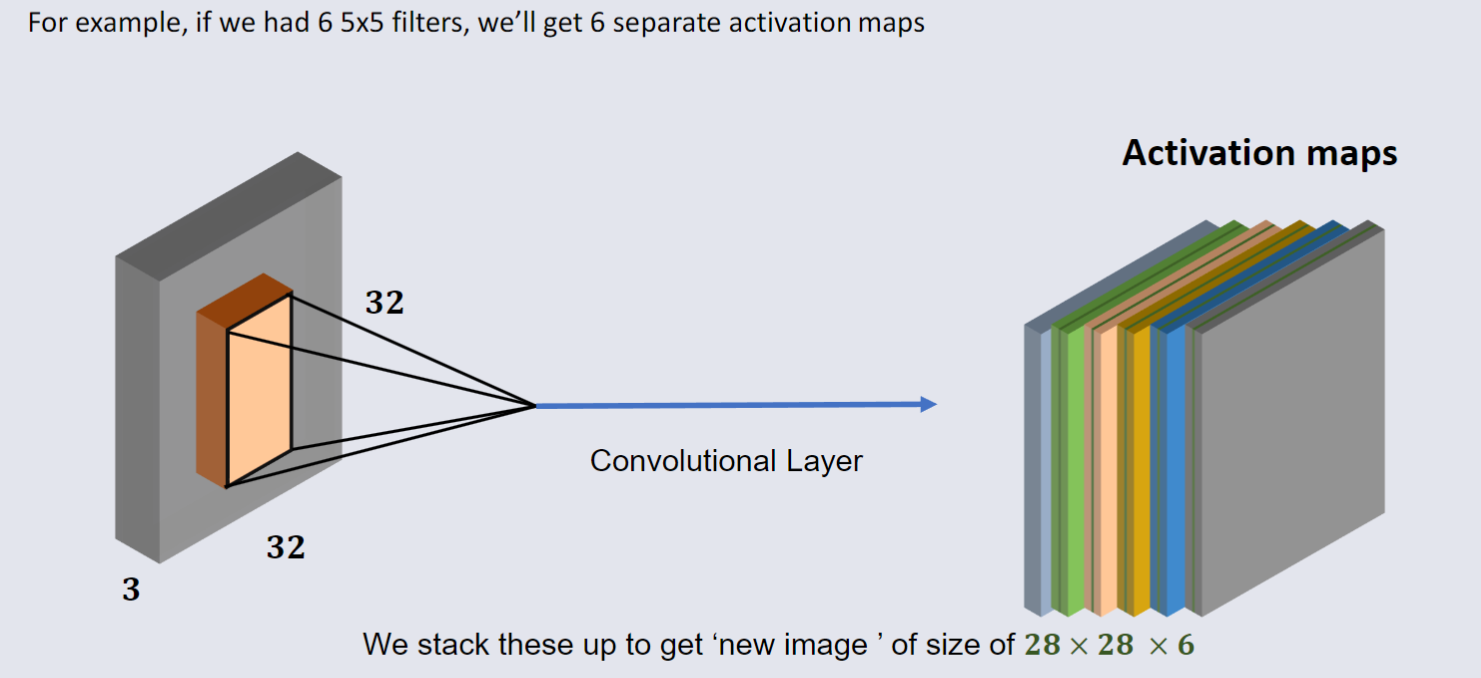 For example, if we had 6 5x5 filters, we’ll get 6 separate activation maps
Activation maps
32
Convolutional Layer
32
3
We stack these up to get ‘new image ’ of size of 28 × 28 × 6